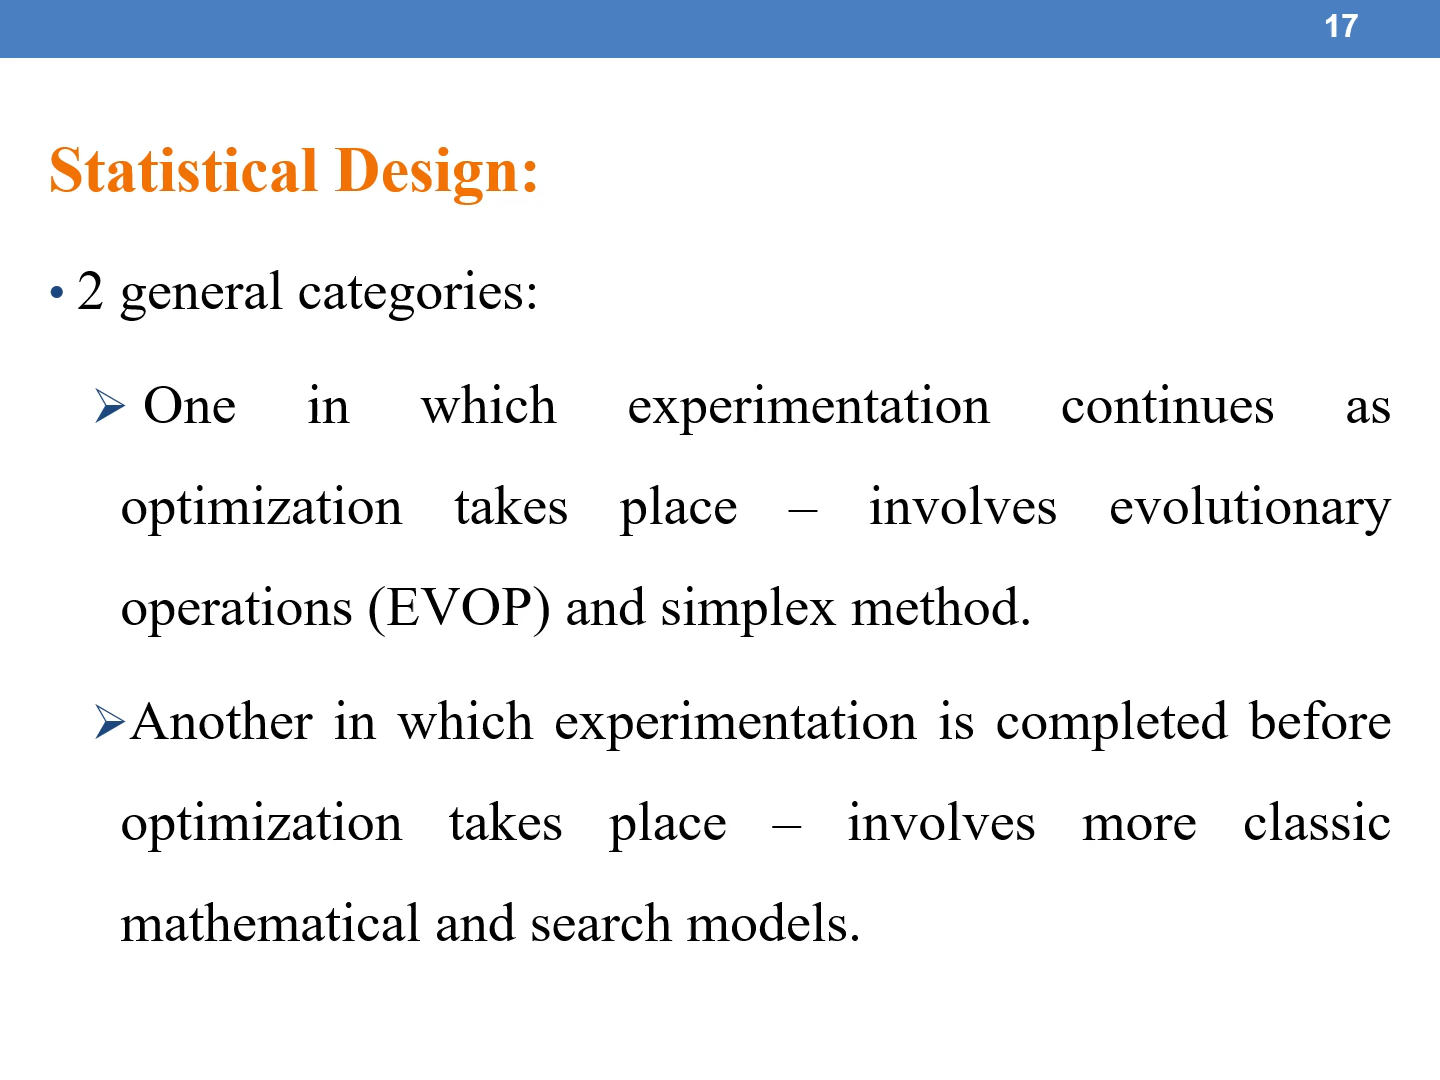 17
Statistical Design:
• 2 general categories:
➢ One in which experimentation continues as
optimization takes place – involves evolutionary
operations (EVOP) and simplex method.
➢Another in which experimentation is completed before
optimization takes place – involves more classic
mathematical and search models.